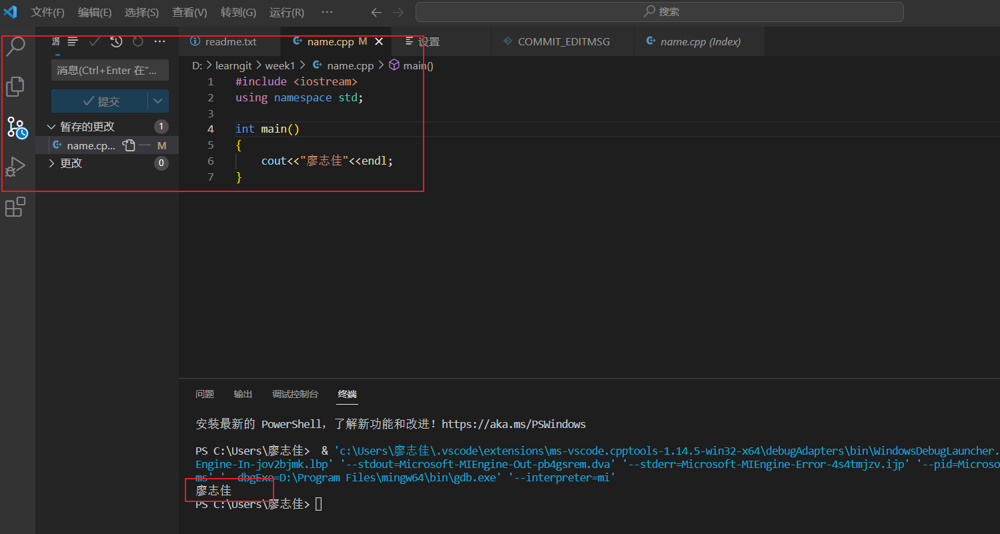 文件(F) 编辑(E) 选择(S) 查看(V) 转到(G) 运行(R) ··· 搜索
readme.txt name.cpp M 设置 COMMIT_EDITMSG name.cpp (Index)
消息(Ctrl+Enter 在“...
提交
暂存的更改 1
name.cp... M
更改 0
D: > learngit > week1 > name.cpp > main()
1 #include <iostream>
2 using namespace std;
3
4 int main()
5 {
6 cout<<"廖志佳"<<endl;
7 }
问题 输出 调试控制台 终端
安装最新的 PowerShell，了解新功能和改进！https://aka.ms/PSWindows
PS C:\Users\廖志佳> & 'c:\Users\廖志佳\.vscode\extensions\ms-vscode.cpptools-1.14.5-win32-x64\debugAdapters\bin\WindowsDebugLauncher.
Engine-In-jov2bjmk.lbp' '--stdout=Microsoft-MIEngine-Out-pb4gsrem.dva' '--stderr=Microsoft-MIEngine-Error-4s4tmjzv.ijp' '--pid=Microso
ms' '--dbgExe=D:\Program Files\mingw64\bin\gdb.exe' '--interpreter=mi'
廖志佳
PS C:\Users\廖志佳>